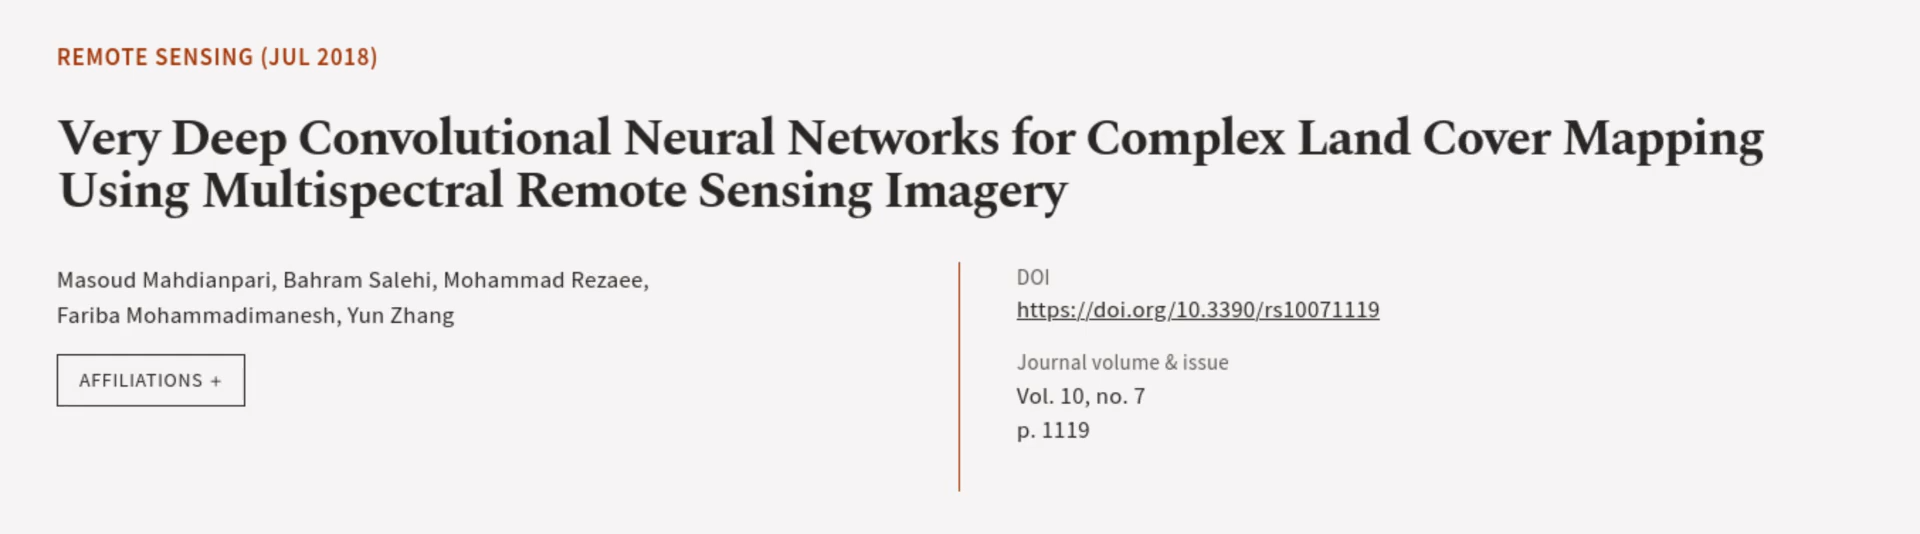 REMOTE SENSING (JUL 2018)
Very Deep Convolutional Neural Networks for Complex Land Cover Mapping
Using Multispectral Remote Sensing Imagery
Masoud Mahdianpari, Bahram Salehi, Mohammad Rezaee,
Fariba Mohammadimanesh, Yun Zhang
AFFILIATIONS +
DOI
https://doi.org/10.3390/rs10071119
Journal volume & issue
Vol. 10, no. 7
p. 1119